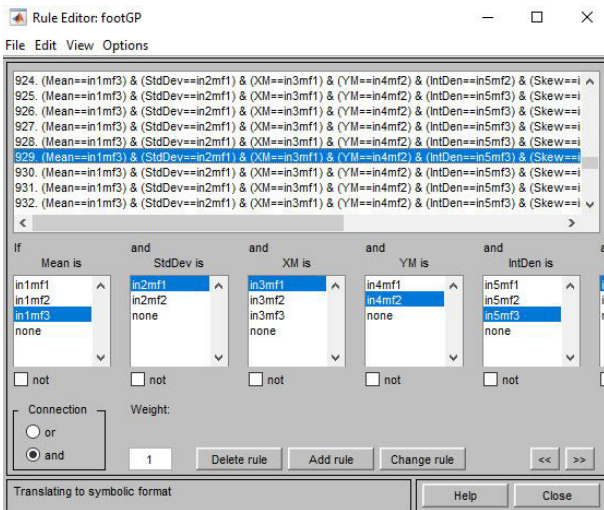 Rule Editor: footGP
File Edit View Options
924. (Mean==in1mf3) & (StdDev==in2mf1) & (XM==in3mf1) & (YM==in4mf2) & (IntDen==in5mf2) & (Skew==i
925. (Mean==in1mf3) & (StdDev==in2mf1) & (XM==in3mf1) & (YM==in4mf2) & (IntDen==in5mf3) & (Skew==i
926. (Mean==in1mf3) & (StdDev==in2mf1) & (XM==in3mf1) & (YM==in4mf2) & (IntDen==in5mf3) & (Skew==i
927. (Mean==in1mf3) & (StdDev==in2mf1) & (XM==in3mf1) & (YM==in4mf2) & (IntDen==in5mf3) & (Skew==i
928. (Mean==in1mf3) & (StdDev==in2mf1) & (XM==in3mf1) & (YM==in4mf2) & (IntDen==in5mf3) & (Skew==i
929. (Mean==in1mf3) & (StdDev==in2mf1) & (XM==in3mf1) & (YM==in4mf2) & (IntDen==in5mf3) & (Skew==i
930. (Mean==in1mf3) & (StdDev==in2mf1) & (XM==in3mf1) & (YM==in4mf2) & (IntDen==in5mf3) & (Skew==i
931. (Mean==in1mf3) & (StdDev==in2mf1) & (XM==in3mf1) & (YM==in4mf2) & (IntDen==in5mf3) & (Skew==i
932. (Mean==in1mf3) & (StdDev==in2mf1) & (XM==in3mf1) & (YM==in4mf2) & (IntDen==in5mf3) & (Skew==i
If and and and and
Mean is StdDev is XM is YM is IntDen is
in1mf1 in2mf1 in3mf1 in4mf1 in5mf1
in1mf2 in2mf2 in3mf2 in4mf2 in5mf2
in1mf3 none in3mf3 none in5mf3
none none none
not not not not not
Connection Weight:
or
and 1 Delete rule Add rule Change rule << >>
Translating to symbolic format Help Close